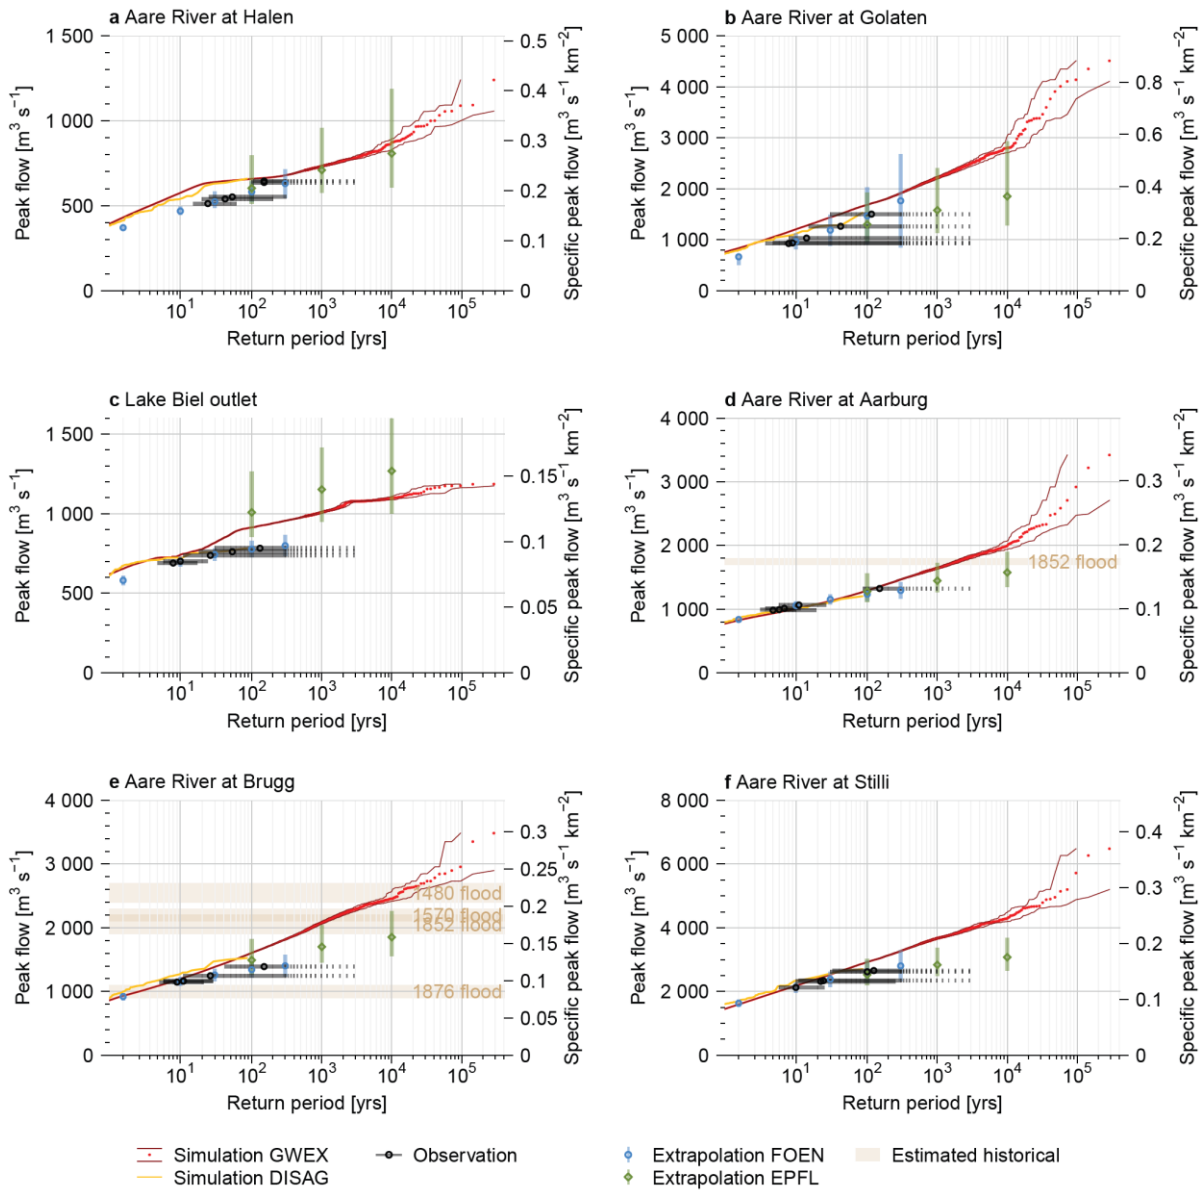 a Aare River at Halen
1 500
1 000
500
0
0.5
0.4
0.3
0.2
0.1
0
10¹ 10² 10³ 10⁴ 10⁵
Peak flow [m³ s⁻¹]
Specific peak flow [m³ s⁻¹ km⁻²]
Return period [yrs]
b Aare River at Golaten
5 000
4 000
3 000
2 000
1 000
0
0.8
0.6
0.4
0.2
0
10¹ 10² 10³ 10⁴ 10⁵
Peak flow [m³ s⁻¹]
Specific peak flow [m³ s⁻¹ km⁻²]
Return period [yrs]
c Lake Biel outlet
1 500
1 000
500
0
0.15
0.1
0.05
0
10¹ 10² 10³ 10⁴ 10⁵
Peak flow [m³ s⁻¹]
Specific peak flow [m³ s⁻¹ km⁻²]
Return period [yrs]
d Aare River at Aarburg
4 000
3 000
2 000
1 000
0
0.3
0.2
0.1
0
1852 flood
10¹ 10² 10³ 10⁴ 10⁵
Peak flow [m³ s⁻¹]
Specific peak flow [m³ s⁻¹ km⁻²]
Return period [yrs]
e Aare River at Brugg
4 000
3 000
2 000
1 000
0
0.3
0.25
0.2
0.15
0.1
0.05
0
1480 flood
1570 flood
1852 flood
1876 flood
10¹ 10² 10³ 10⁴ 10⁵
Peak flow [m³ s⁻¹]
Specific peak flow [m³ s⁻¹ km⁻²]
Return period [yrs]
f Aare River at Stilli
8 000
6 000
4 000
2 000
0
0.4
0.3
0.2
0.1
0
10¹ 10² 10³ 10⁴ 10⁵
Peak flow [m³ s⁻¹]
Specific peak flow [m³ s⁻¹ km⁻²]
Return period [yrs]
Simulation GWEX
Simulation DISAG
Observation
Extrapolation FOEN
Extrapolation EPFL
Estimated historical